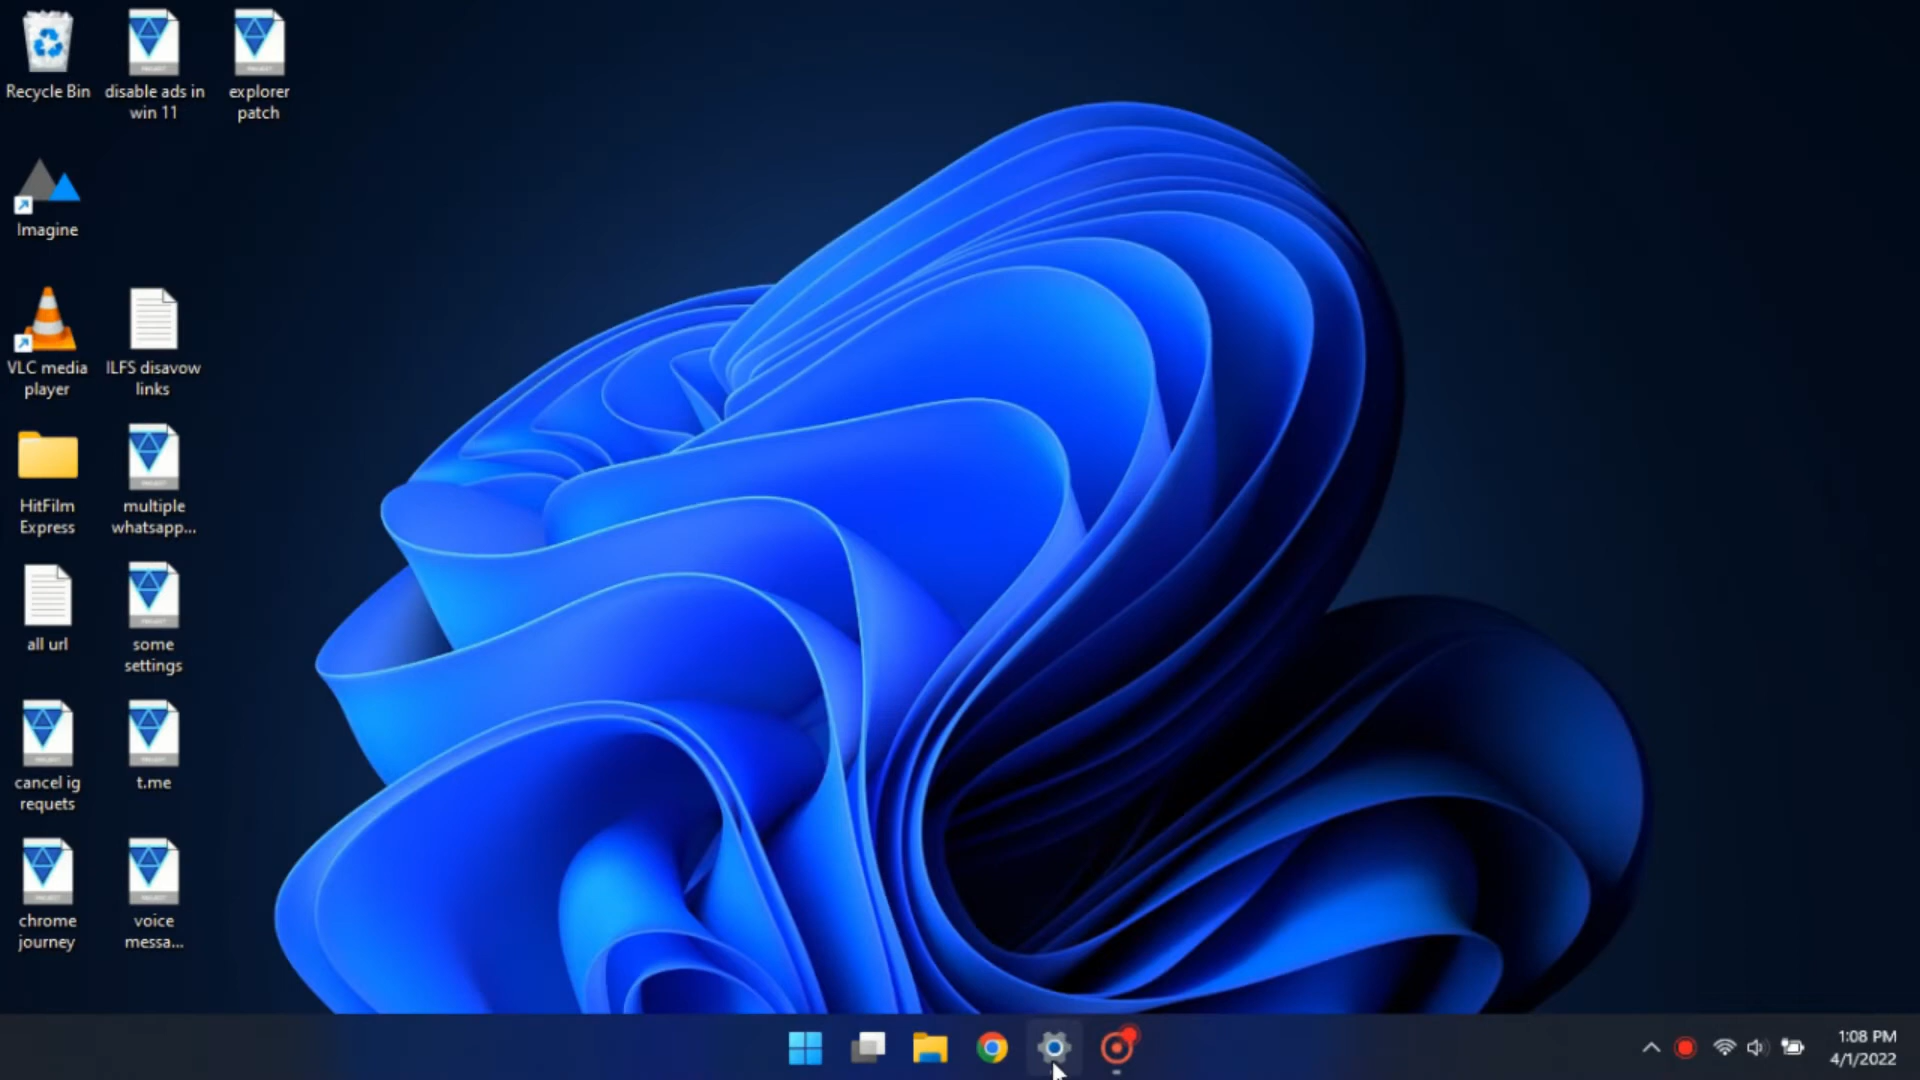 Recycle Bin
disable ads in
win 11
explorer
patch
Imagine
VLC media
player
ILFS disavow
links
HitFilm
Express
multiple
whatsapp...
all url
some
settings
cancel ig
requets
t.me
chrome
journey
voice
messa...
1:08 PM
4/1/2022